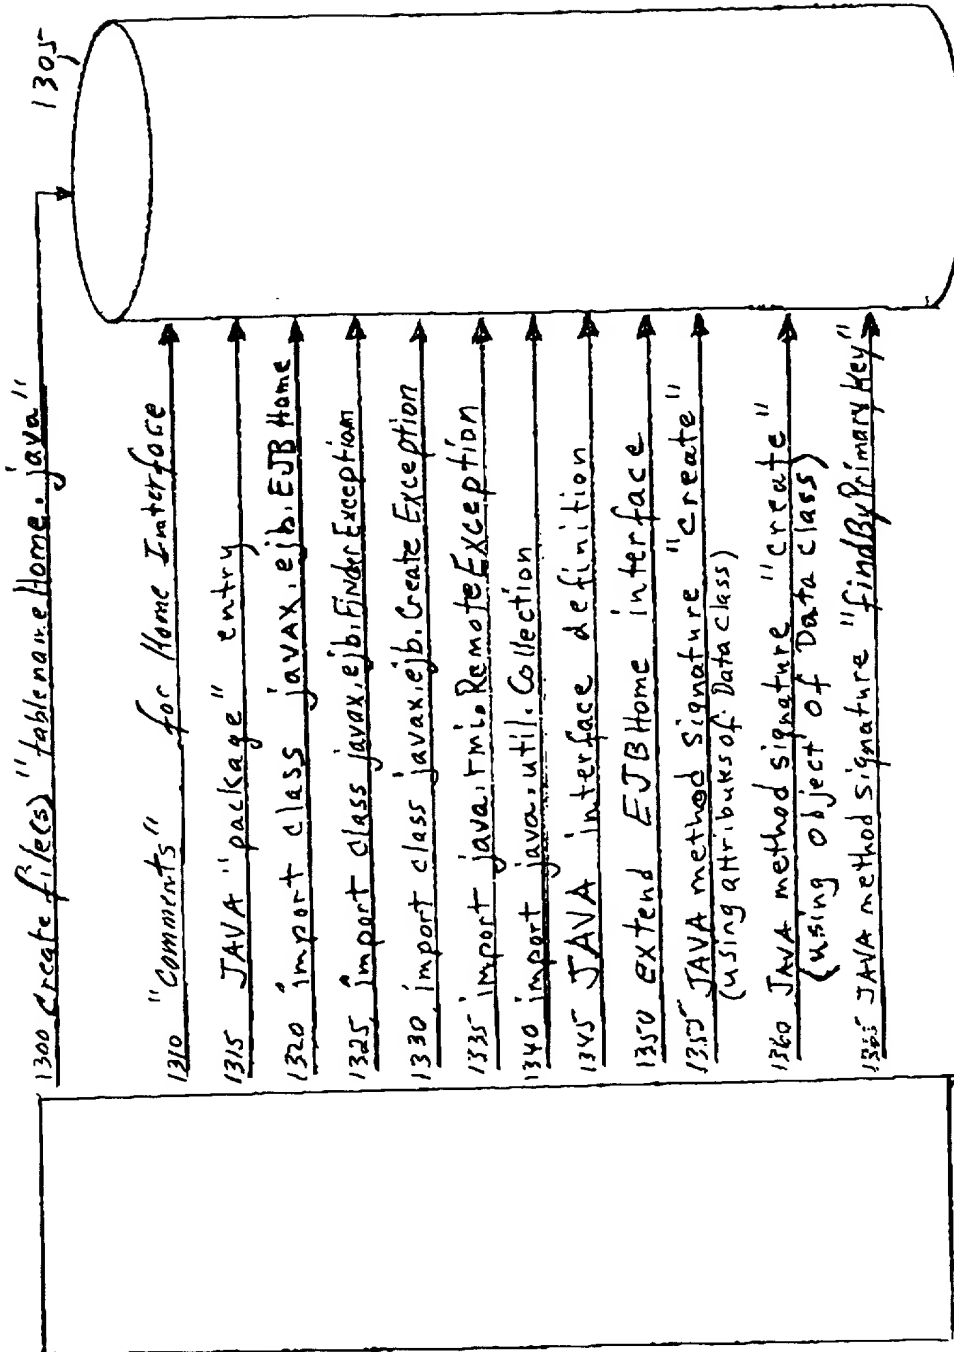 1305
1300 Create file(s) "tablename Home.java"
1310 "Comments" for Home Interface
1315 JAVA "package" entry
1320 import class javax.ejb.EJBHome
1325 import class javax.ejb.FinderException
1330 import class javax.ejb.CreateException
1335 import java.rmi.RemoteException
1340 import java.util.Collection
1345 JAVA interface definition
1350 extend EJBHome interface
1355 JAVA method signature "create"
(using attributes of Data class)
1360 JAVA method signature "create"
(using object of Data class)
1365 JAVA method signature "findByPrimaryKey"